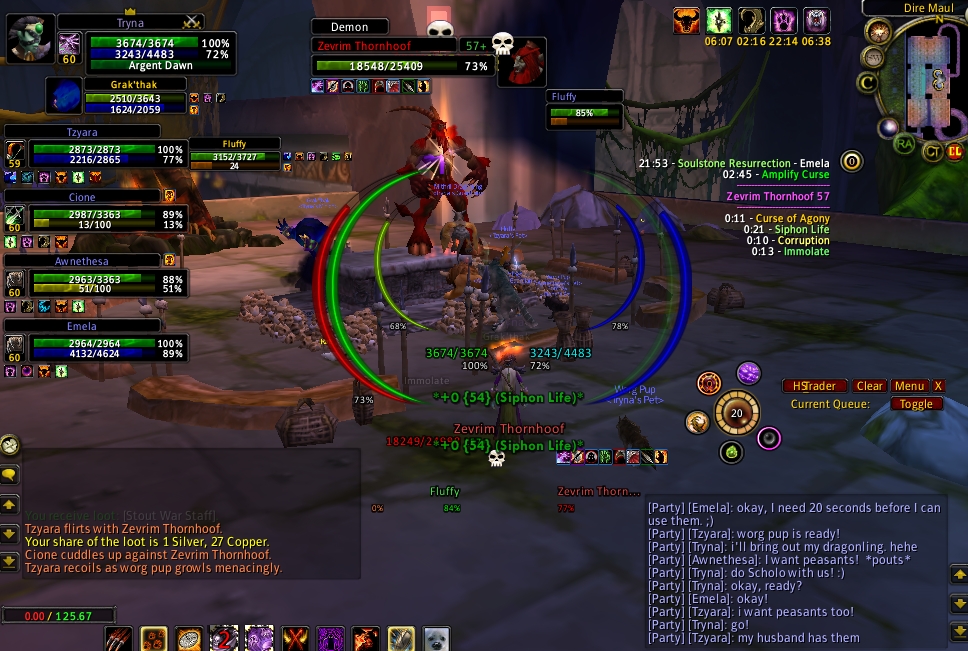 Tryna
60
3674/3674 100%
3243/4483 72%
Argent Dawn
Grak'thak
2510/3643
1624/2059
Tzyara
59
2873/2873 100%
2216/2865 77%
Fluffy
3152/3727
24
Cione
60
2987/3363 89%
13/100 13%
Awnethesa
60
2963/3363 88%
51/100 51%
Emela
60
2964/2964 100%
4132/4624 89%
Demon
Zevrim Thornhoof 57+
18548/25409 73%
Fluffy
85%
06:07 02:16 22:14 06:38
Dire Maul
N
C
RA
CT
0
21:53 - Soulstone Resurrection - Emela
02:45 - Amplify Curse
Zevrim Thornhoof 57
0:11 - Curse of Agony
0:21 - Siphon Life
0:10 - Corruption
0:13 - Immolate
68%
78%
3674/3674 3243/4483
100% 72%
Immolate
73%
*+0 {54} (Siphon Life)*
Worg Pup
<Tryna's Pet>
Zevrim Thornhoof
*+0 {54} (Siphon Life)*
Fluffy
0% 84%
Zevrim Thorn...
77%
HSTrader Clear Menu X
Current Queue: Toggle
20
You receive loot: [Stout War Staff]
Tzyara flirts with Zevrim Thornhoof.
Your share of the loot is 1 Silver, 27 Copper.
Cione cuddles up against Zevrim Thornhoof.
Tzyara recoils as worg pup growls menacingly.
0.00 / 125.67
2
[Party] [Emela]: okay, I need 20 seconds before I can
use them. ;)
[Party] [Tzyara]: worg pup is ready!
[Party] [Tryna]: i'll bring out my dragonling. hehe
[Party] [Awnethesa]: I want peasants! *pouts*
[Party] [Tryna]: do Scholo with us! :)
[Party] [Tryna]: okay, ready?
[Party] [Emela]: okay!
[Party] [Tzyara]: i want peasants too!
[Party] [Tryna]: go!
[Party] [Tzyara]: my husband has them